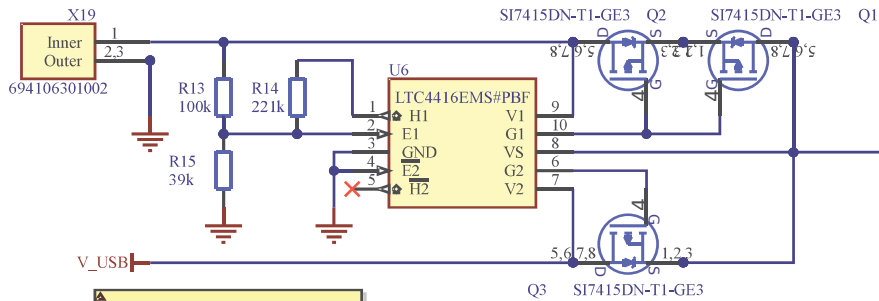 X19
SI7415DN-T1-GE3 Q2 SI7415DN-T1-GE3 Q1
Inner 1
Outer 2,3
694106301002
D S S D
5,6,7,8 1,2,3 1,2,3 5,6,7,8
G G
4 4
R13
100k
R14
221k
U6
LTC4416EMS#PBF
1 H1 V1 9
2 E1 G1 10
3 GND VS 8
4 E2 G2 6
5 H2 V2 7
R15
39k
4
G
V_USB
5,6,7,8 1,2,3
D S
Q3 SI7415DN-T1-GE3